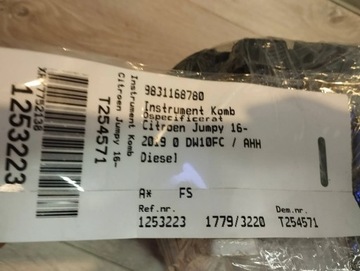 9831168780
Instrument Komb
Ospecificerat
Citroen Jumpy 16-
2019 0 DW10FC / AHH
Diesel
A* FS
Ref.nr. Dem.nr.
1253223 1779/3220 T254571
Instrument Komb
Citroen Jumpy 16-
T254571
1253223